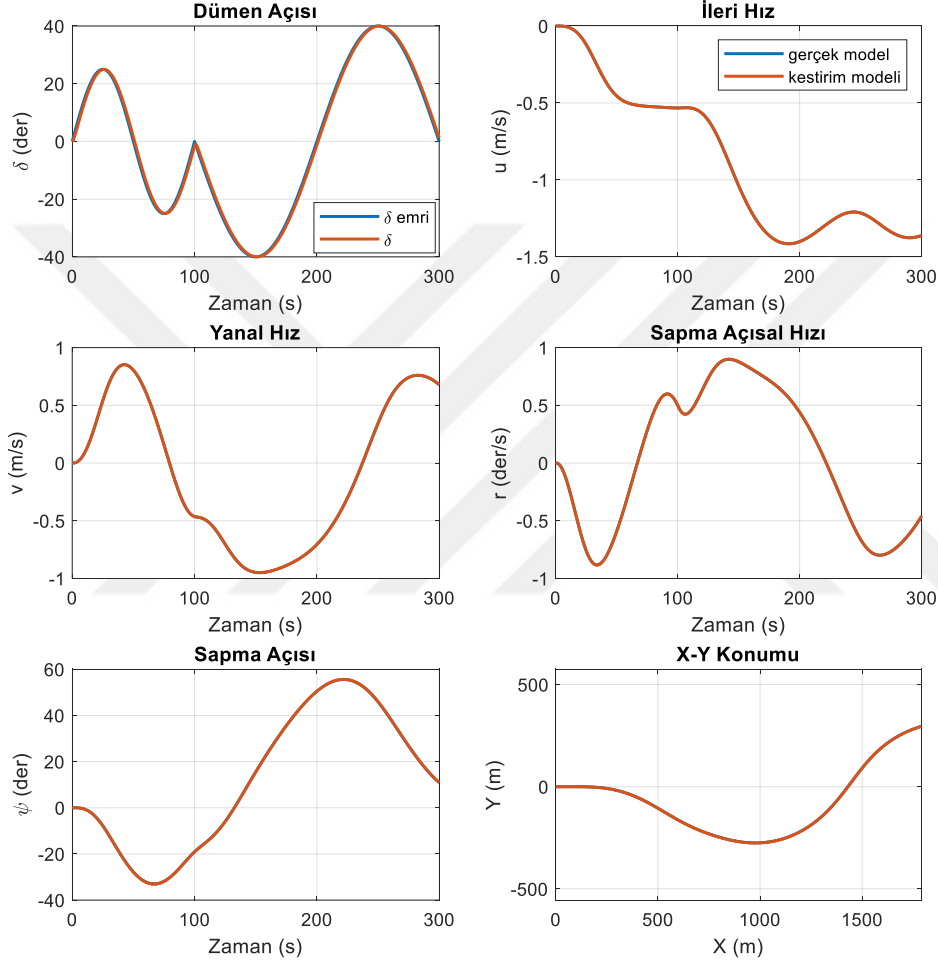 Dümen Açısı
40
20
0
-20
-40
δ (der)
δ emri
δ
0
100
200
300
Zaman (s)
İleri Hız
0
-0.5
-1
-1.5
u (m/s)
gerçek model
kestirim modeli
0
100
200
300
Zaman (s)
Yanal Hız
1
0.5
0
-0.5
-1
v (m/s)
0
100
200
300
Zaman (s)
Sapma Açısal Hızı
1
0.5
0
-0.5
-1
r (der/s)
0
100
200
300
Zaman (s)
Sapma Açısı
60
40
20
0
-20
-40
ψ (der)
0
100
200
300
Zaman (s)
X-Y Konumu
500
0
-500
Y (m)
0
500
1000
1500
X (m)